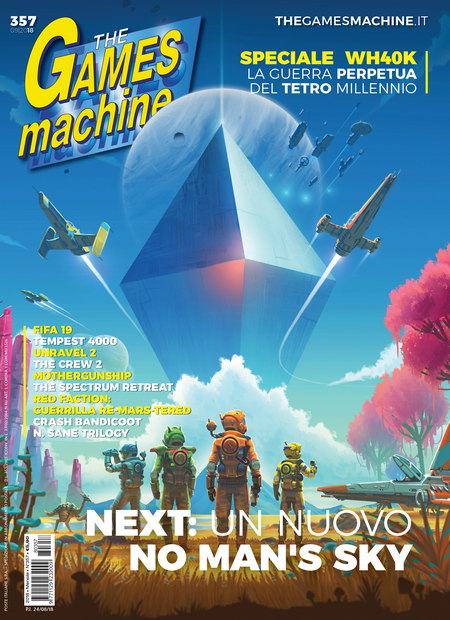 357
09|2018
THE
GAMES
machine
THEGAMESMACHINE.IT
SPECIALE WH40K
LA GUERRA PERPETUA
DEL TETRO MILLENNIO
FIFA 19
TEMPEST 4000
UNRAVEL 2
THE CREW 2
MOTHERGUNSHIP
THE SPECTRUM RETREAT
RED FACTION:
GUERRILLA RE-MARS-TERED
CRASH BANDICOOT
N. SANE TRILOGY
NEXT: UN NUOVO
NO MAN'S SKY
P.I. 24/08/18